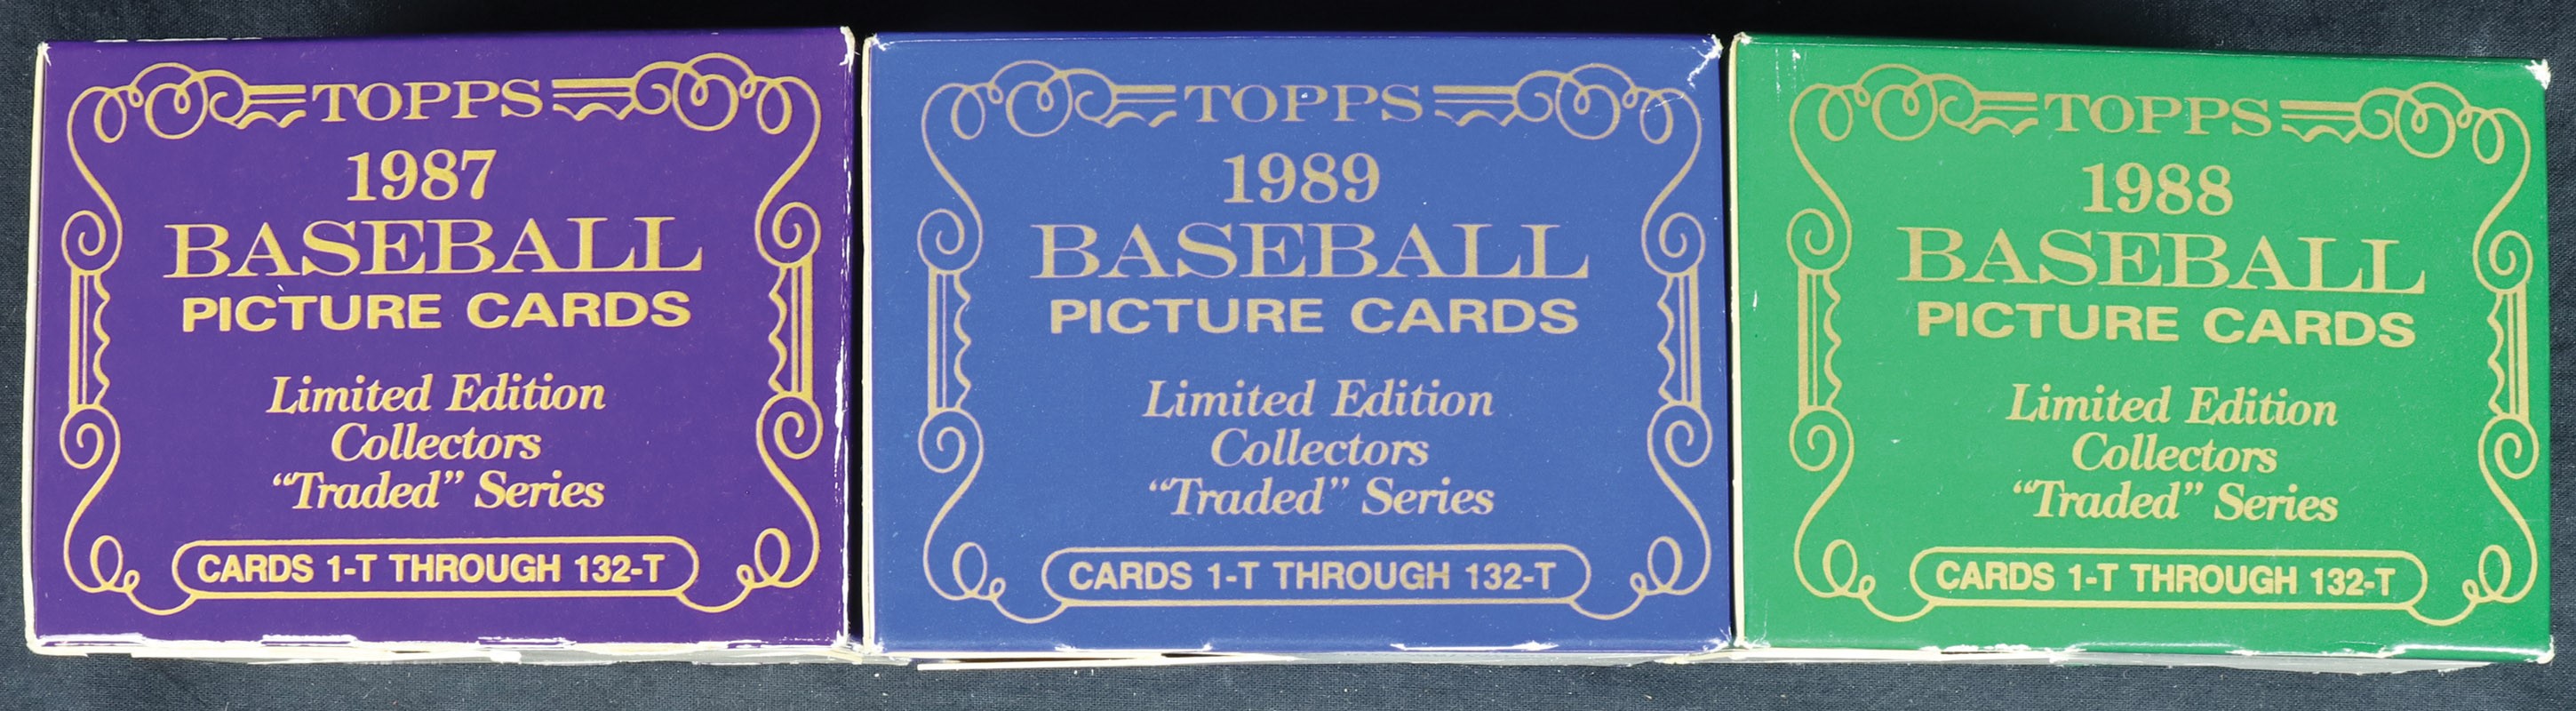 TOPPS
1987
BASEBALL
PICTURE CARDS
Limited Edition
Collectors
“Traded” Series
CARDS 1-T THROUGH 132-T
TOPPS
1989
BASEBALL
PICTURE CARDS
Limited Edition
Collectors
“Traded” Series
CARDS 1-T THROUGH 132-T
TOPPS
1988
BASEBALL
PICTURE CARDS
Limited Edition
Collectors
“Traded” Series
CARDS 1-T THROUGH 132-T